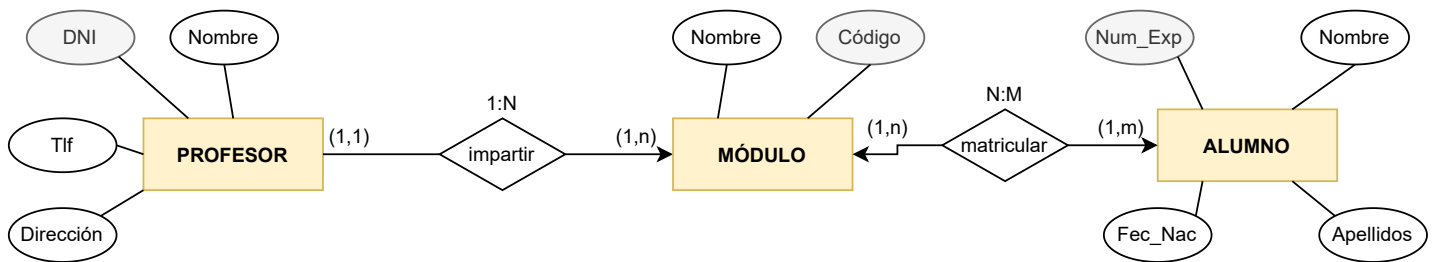 DNI
Nombre
Nombre
Código
Num_Exp
Nombre
1:N
N:M
Tlf
PROFESOR
(1,1)
impartir
(1,n)
MÓDULO
(1,n)
matricular
(1,m)
ALUMNO
Dirección
Fec_Nac
Apellidos